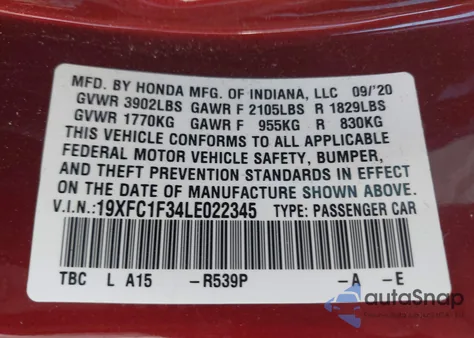 MFD. BY HONDA MFG. OF INDIANA, LLC 09/'20
GVWR 3902LBS GAWR F 2105LBS R 1829LBS
GVWR 1770KG GAWR F 955KG R 830KG
THIS VEHICLE CONFORMS TO ALL APPLICABLE
FEDERAL MOTOR VEHICLE SAFETY, BUMPER,
AND THEFT PREVENTION STANDARDS IN EFFECT
ON DATE OF MANUFACTURE SHOWN ABOVE.
V.I.N.:19XFC1F34LE022345 TYPE: PASSENGER CAR
TBC L A15 –R539P –A –E
autoSnap